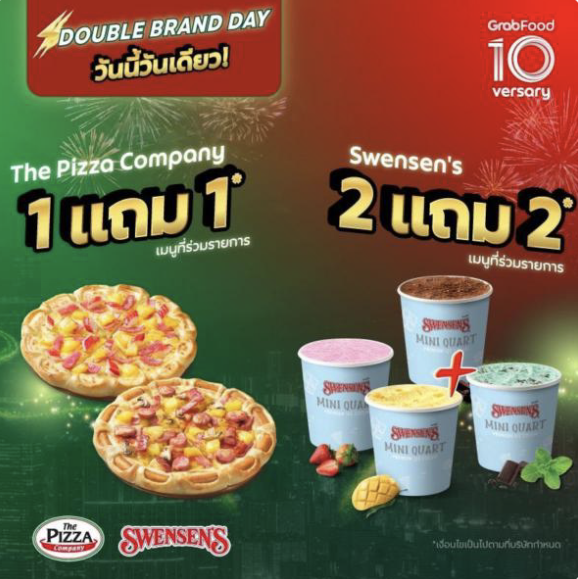 DOUBLE BRAND DAY
วันนี้วันเดียว!
GrabFood
10
versary
The Pizza Company
1 แถม 1*
เมนูที่ร่วมรายการ
Swensen's
2 แถม 2*
เมนูที่ร่วมรายการ
SWENSEN'S
MINI QUART
SWENSEN'S
MINI QUA
SWENSEN'S
MINI QUART
SWENSEN'S
MINI QUART
The
PIZZA
Company
SWENSEN'S
*เงื่อนไขเป็นไปตามที่บริษัทกำหนด